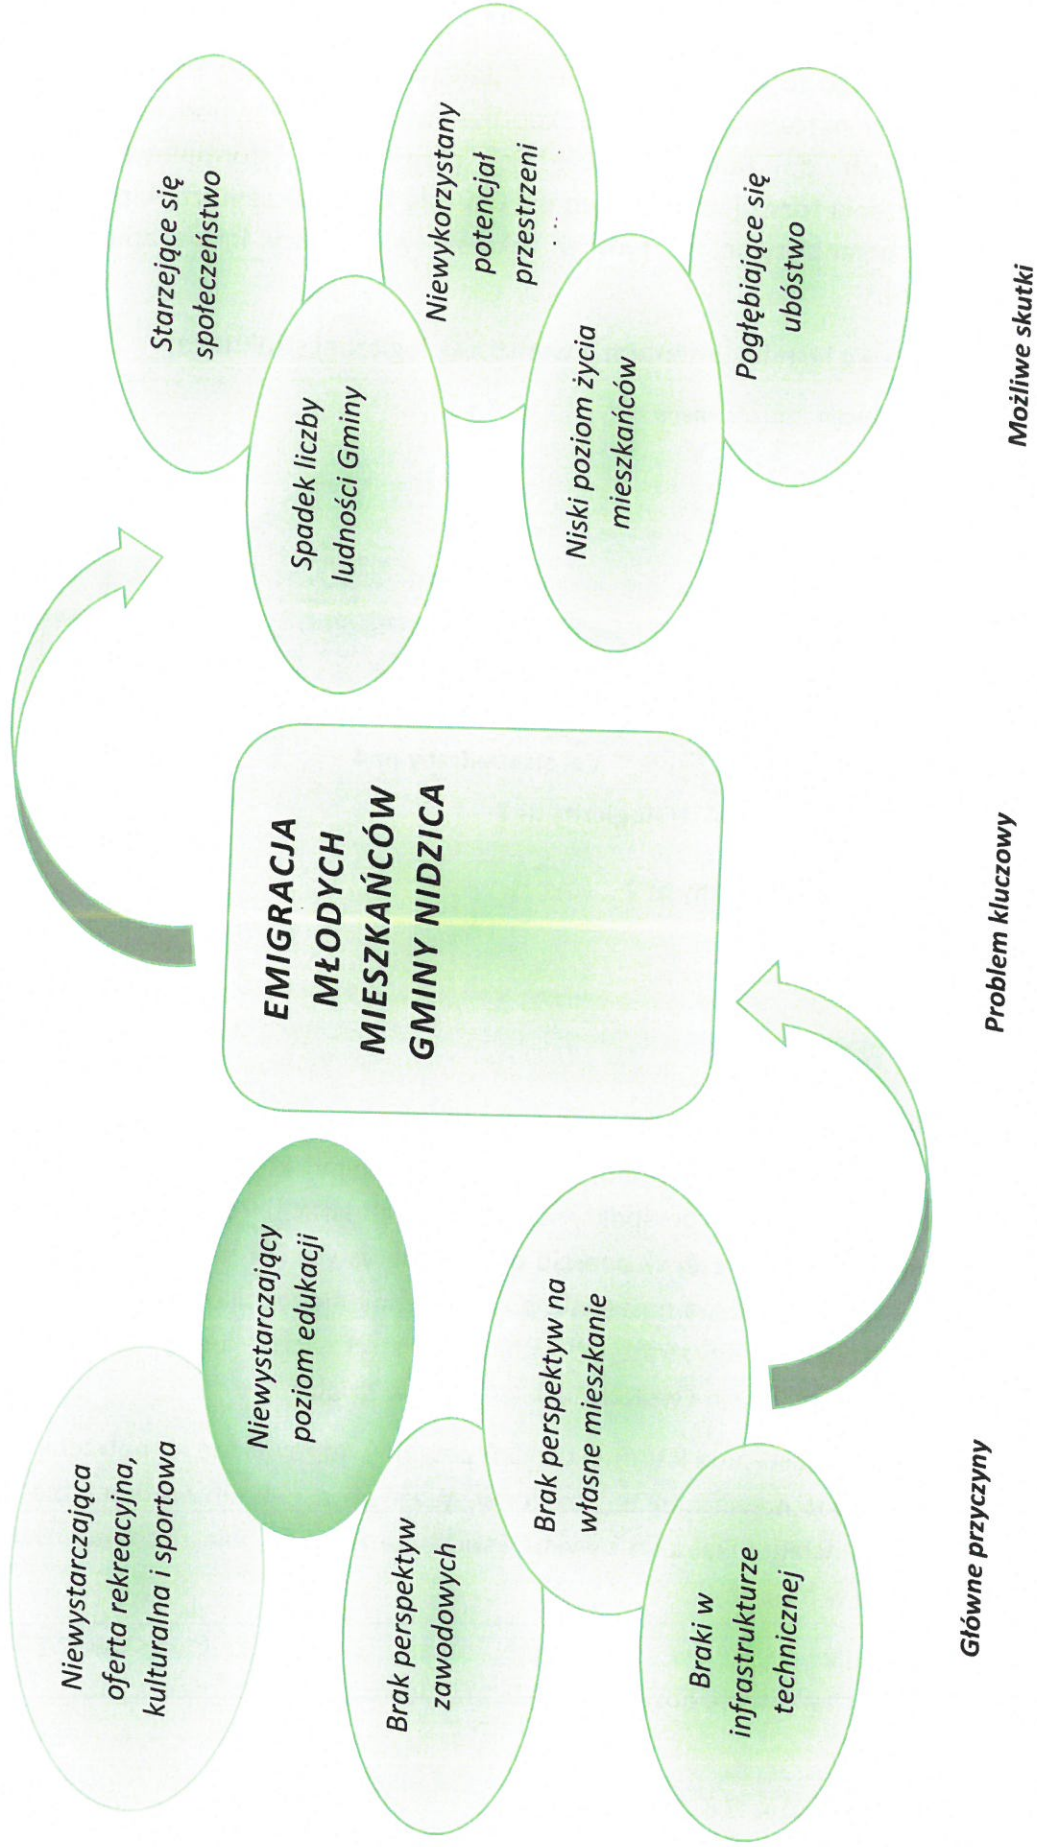 Niewystarczająca
oferta rekreacyjna,
kulturalna i sportowa
Niewystarczający
poziom edukacji
Brak perspektyw
zawodowych
Brak perspektyw na
własne mieszkanie
Braki w
infrastrukturze
technicznej
Główne przyczyny
EMIGRACJA
MŁODYCH
MIESZKAŃCÓW
GMINY NIDZICA
Problem kluczowy
Starzejące się
społeczeństwo
Spadek liczby
ludności Gminy
Niewykorzystany
potencjał
przestrzeni
Niski poziom życia
mieszkańców
Pogłębiające się
ubóstwo
Możliwe skutki